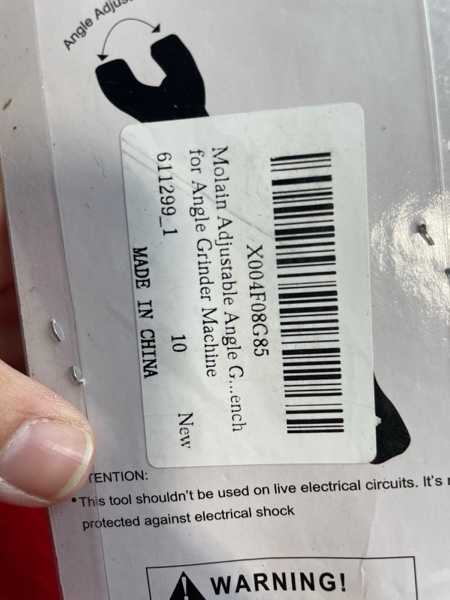 Angle Adjus
X004F08G85
Molain Adjustable Angle G...ench
for Angle Grinder Machine
611299_1 10 New
MADE IN CHINA
TENTION:
•This tool shouldn't be used on live electrical circuits. It's
protected against electrical shock
WARNING!